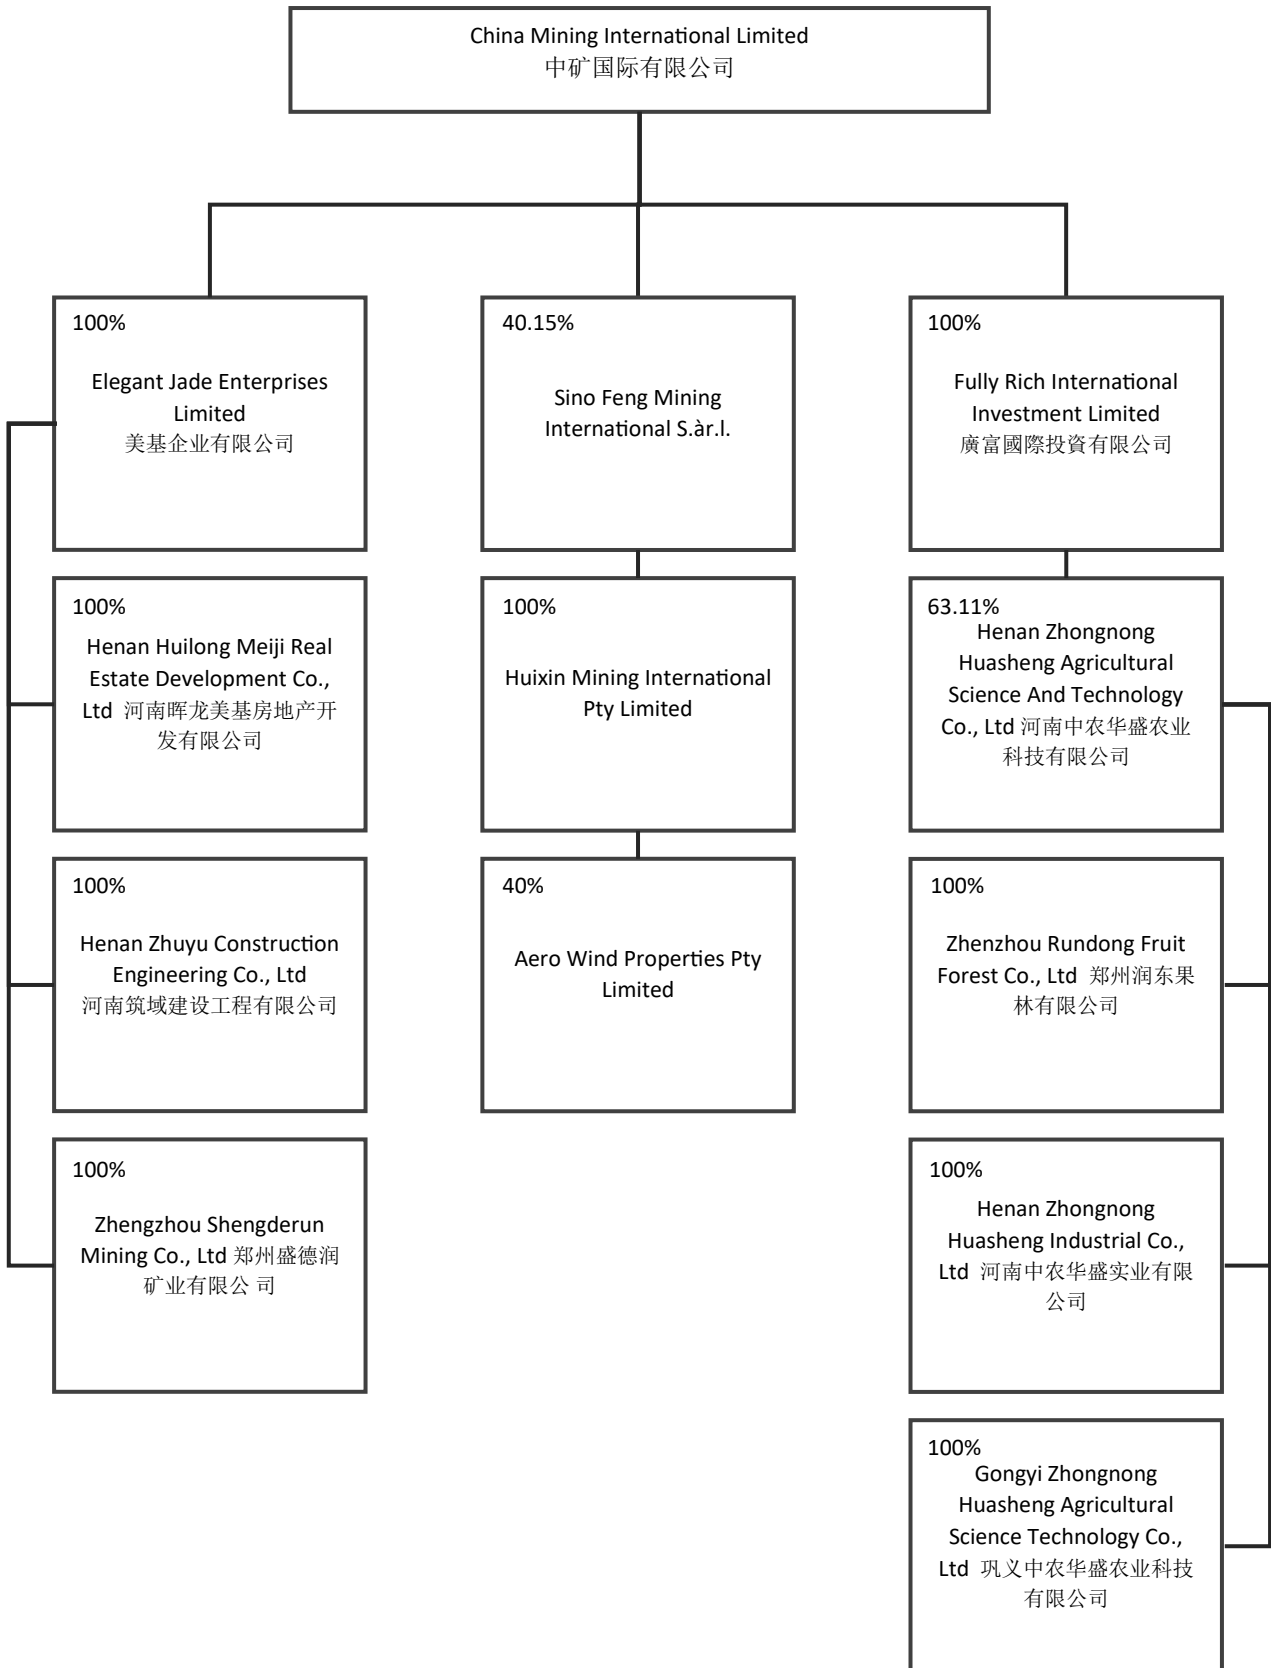 China Mining International Limited
中矿国际有限公司
100%
Elegant Jade Enterprises
Limited
美基企业有限公司
40.15%
Sino Feng Mining
International S.àr.l.
100%
Fully Rich International
Investment Limited
廣富國際投資有限公司
100%
Henan Huilong Meiji Real
Estate Development Co.,
Ltd 河南晖龙美基房地产开
发有限公司
100%
Huixin Mining International
Pty Limited
63.11%
Henan Zhongnong
Huasheng Agricultural
Science And Technology
Co., Ltd 河南中农华盛农业
科技有限公司
100%
Henan Zhuyu Construction
Engineering Co., Ltd
河南筑域建设工程有限公司
40%
Aero Wind Properties Pty
Limited
100%
Zhenzhou Rundong Fruit
Forest Co., Ltd 郑州润东果
林有限公司
100%
Zhengzhou Shengderun
Mining Co., Ltd 郑州盛德润
矿业有限公 司
100%
Henan Zhongnong
Huasheng Industrial Co.,
Ltd 河南中农华盛实业有限
公司
100%
Gongyi Zhongnong
Huasheng Agricultural
Science Technology Co.,
Ltd 巩义中农华盛农业科技
有限公司